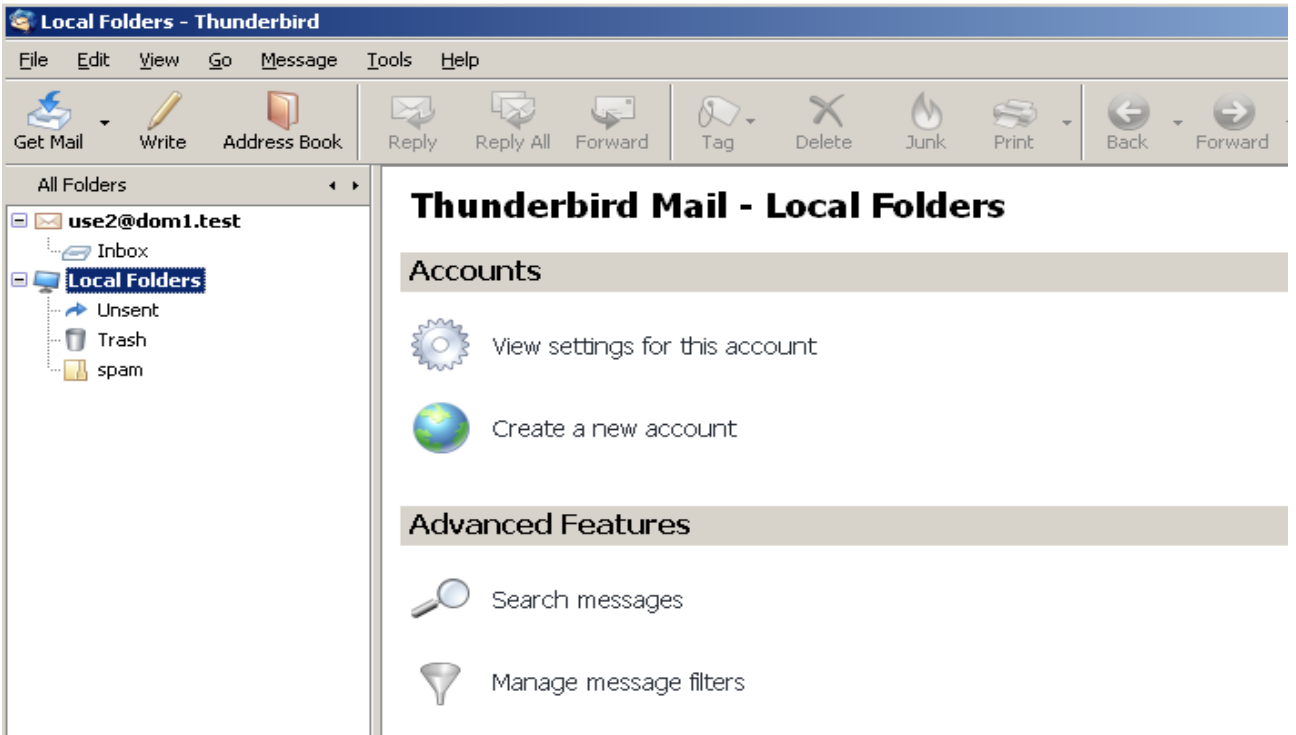 Local Folders - Thunderbird
File Edit View Go Message Tools Help
Get Mail Write Address Book Reply Reply All Forward Tag Delete Junk Print Back Forward
All Folders
use2@dom1.test
Inbox
Local Folders
Unsent
Trash
spam
Thunderbird Mail - Local Folders
Accounts
View settings for this account
Create a new account
Advanced Features
Search messages
Manage message filters